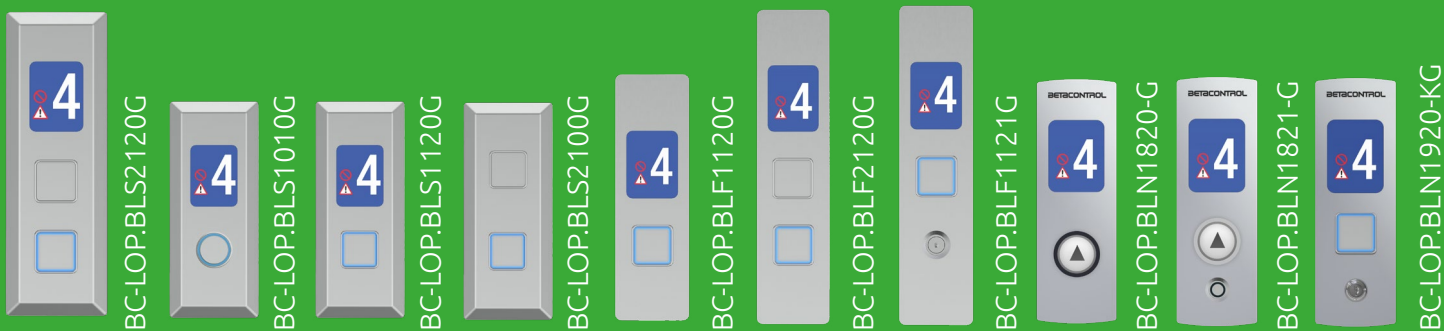 4
BC-LOP.BLS2120G
4
BC-LOP.BLS1010G
4
BC-LOP.BLS1120G
BC-LOP.BLS2100G
4
BC-LOP.BLF1120G
4
BC-LOP.BLF2120G
4
BC-LOP.BLF1121G
BETACONTROL
4
BC-LOP.BLN1820-G
BETACONTROL
4
BC-LOP.BLN1821-G
BETACONTROL
4
BC-LOP.BLN1920-KG